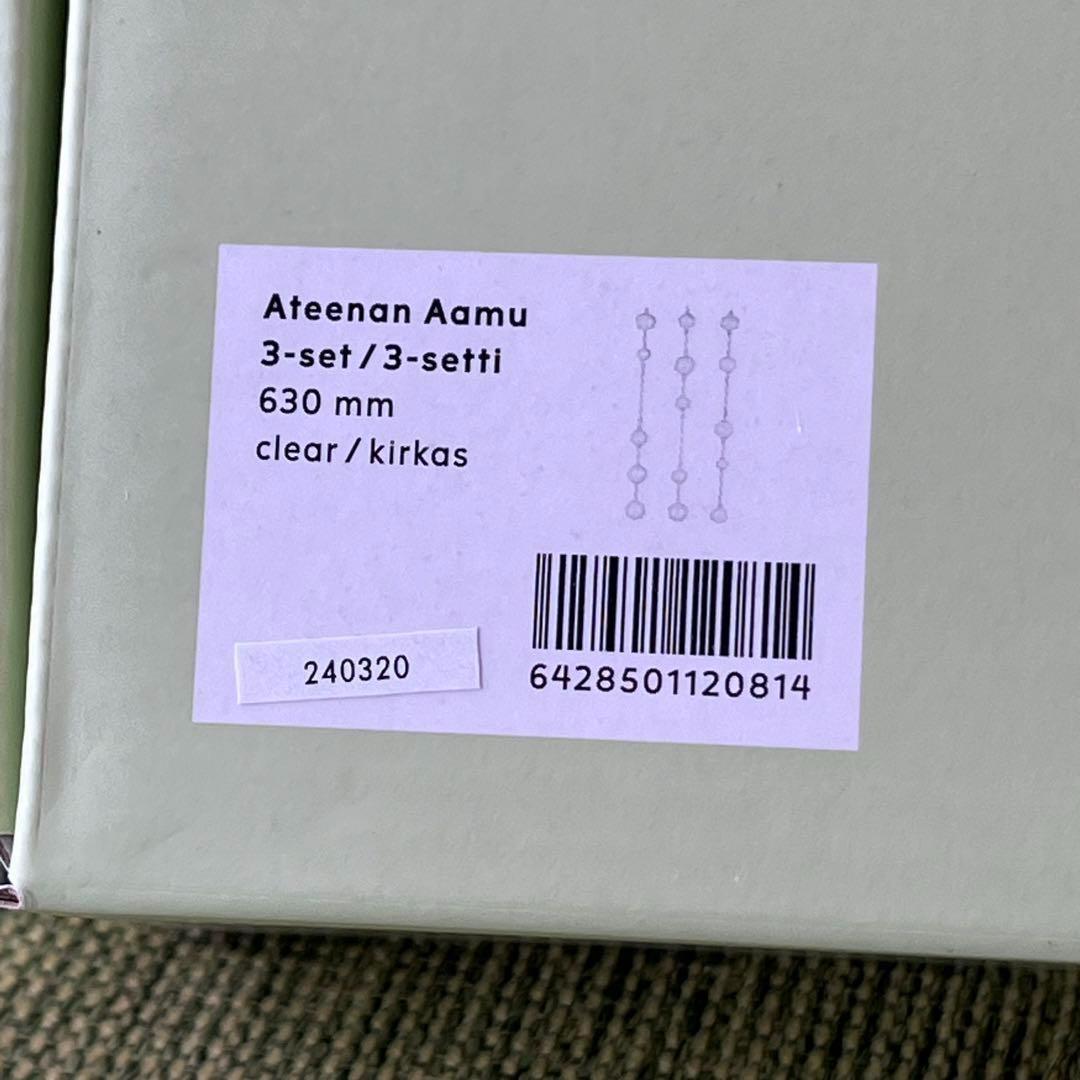 Ateenan Aamu
3-set / 3-setti
630 mm
clear / kirkas
240320
6428501120814